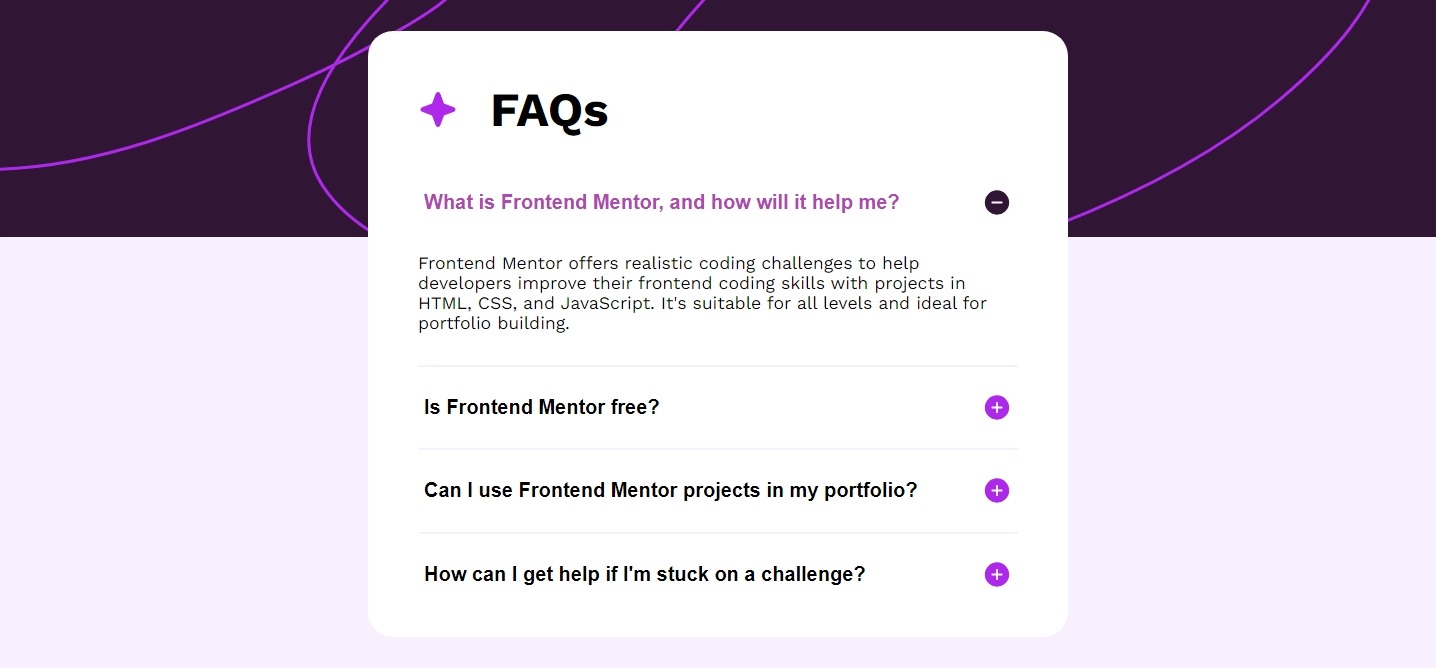 FAQs
What is Frontend Mentor, and how will it help me?
Frontend Mentor offers realistic coding challenges to help
developers improve their frontend coding skills with projects in
HTML, CSS, and JavaScript. It's suitable for all levels and ideal for
portfolio building.
Is Frontend Mentor free?
Can I use Frontend Mentor projects in my portfolio?
How can I get help if I'm stuck on a challenge?